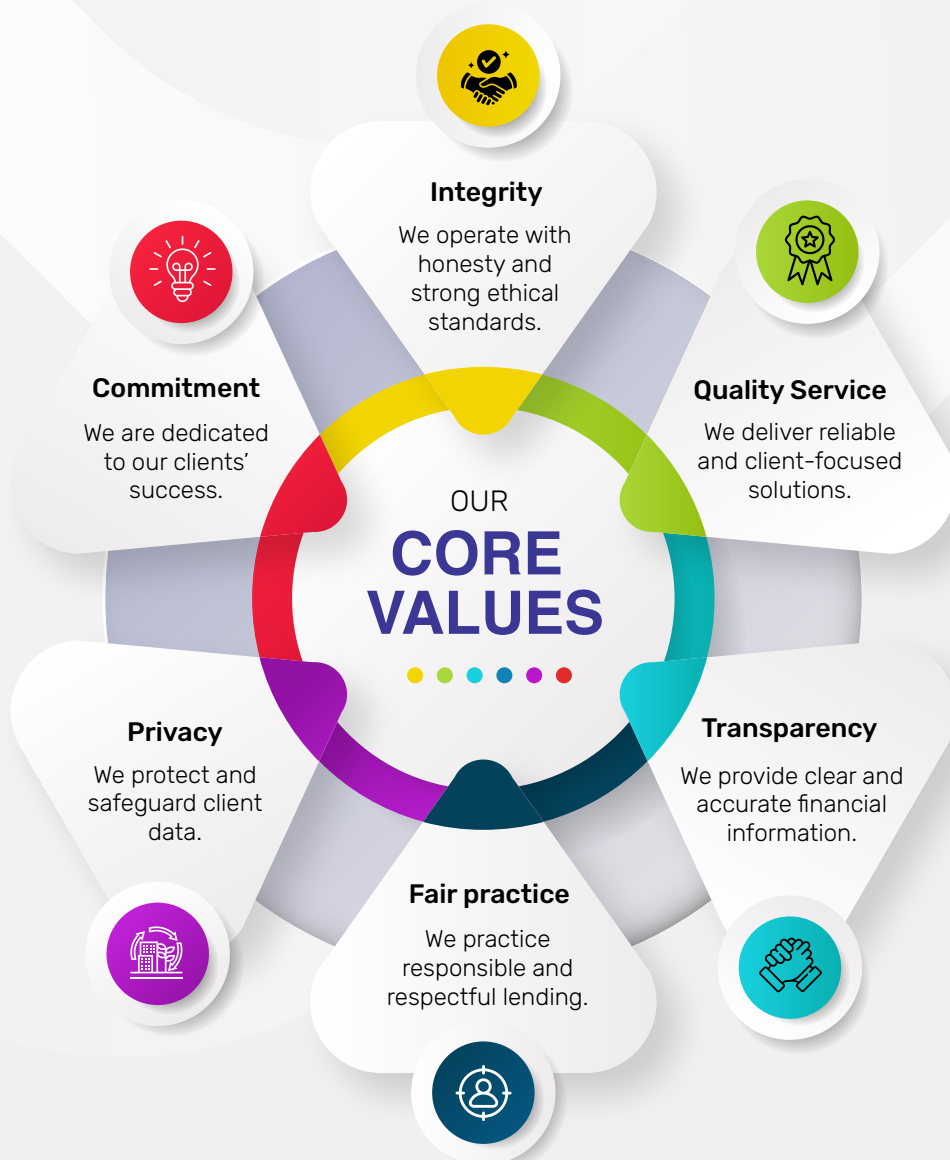 Integrity
We operate with
honesty and
strong ethical
standards.
Quality Service
We deliver reliable
and client-focused
solutions.
Commitment
We are dedicated
to our clients’
success.
OUR
CORE
VALUES
Privacy
We protect and
safeguard client
data.
Transparency
We provide clear and
accurate financial
information.
Fair practice
We practice
responsible and
respectful lending.